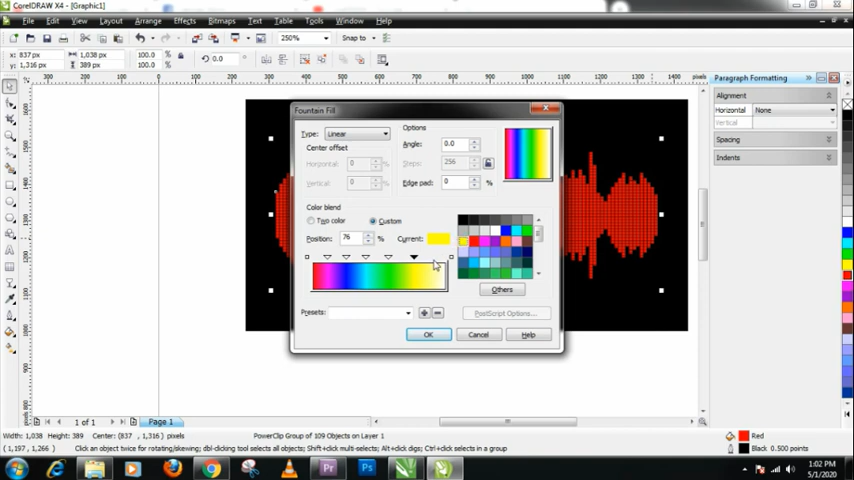 CorelDRAW X4 - [Graphic1]
File Edit View Layout Arrange Effects Bitmaps Text Table Tools Window Help
250% Snap to
x: 837 px
y: 1,316 px
1,038 px
389 px
100.0
100.0
%
%
0.0
pixels
Paragraph Formatting
Alignment
Horizontal None
Vertical
Spacing
Indents
Fountain Fill
Type: Linear
Center offset
Horizontal: 0 %
Vertical: 0 %
Options
Angle: 0.0
Steps: 256
Edge pad: 0 %
Color blend
Two color Custom
Position: 76 % Current:
Others
Presets:
PostScript Options...
OK Cancel Help
1 of 1 Page 1
Width: 1,038 Height: 389 Center: (837 , 1,316) pixels PowerClip Group of 109 Objects on Layer 1
(1,197 , 1,266 ) Click an object twice for rotating/skewing; dbl-clicking tool selects all objects; Shift+click multi-selects; Alt+click digs; Ctrl+click selects in a group
Red
Black 0.500 points
Pr Ps
1:02 PM
5/1/2020